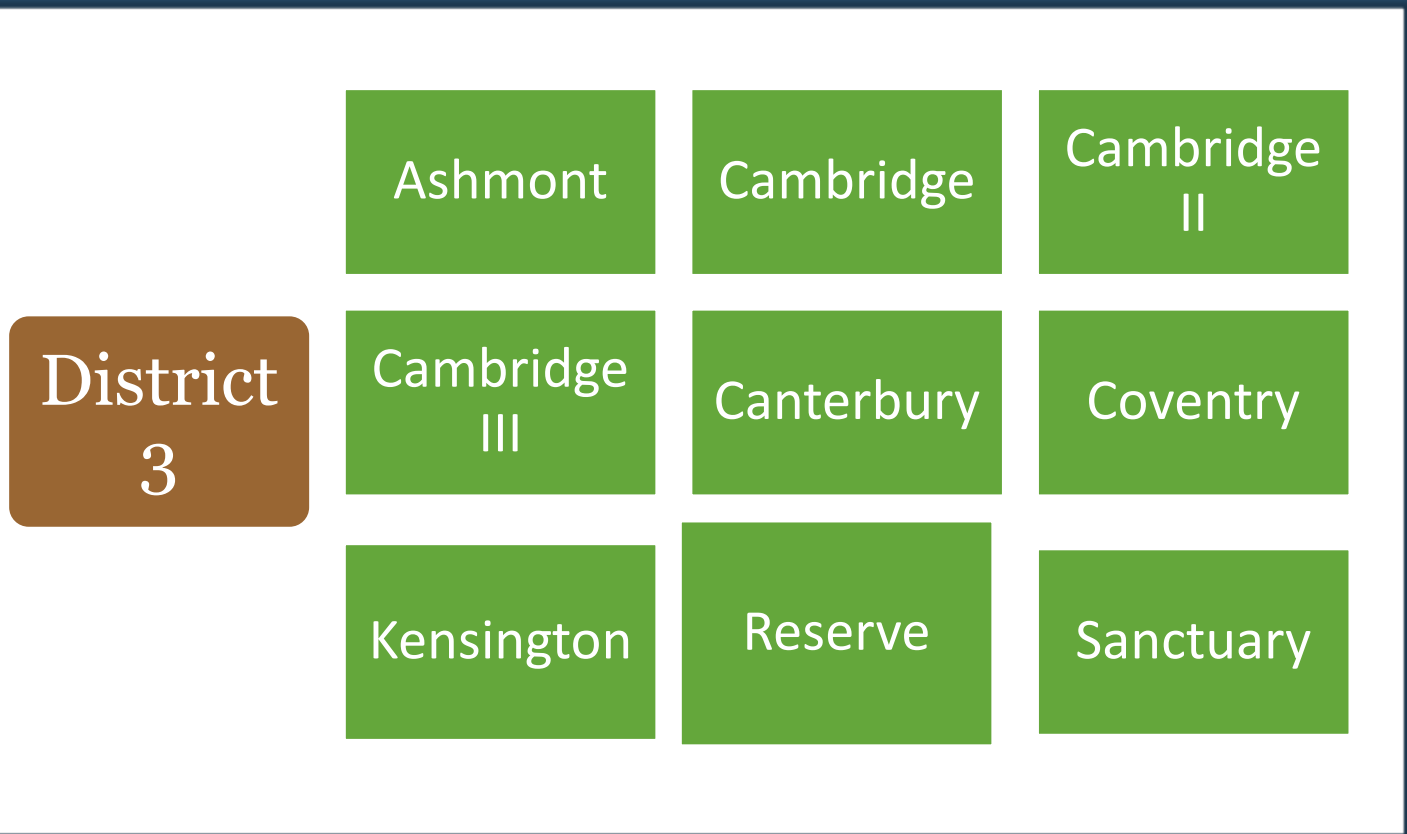 District
3
Ashmont
Cambridge
Cambridge
II
Cambridge
III
Canterbury
Coventry
Kensington
Reserve
Sanctuary